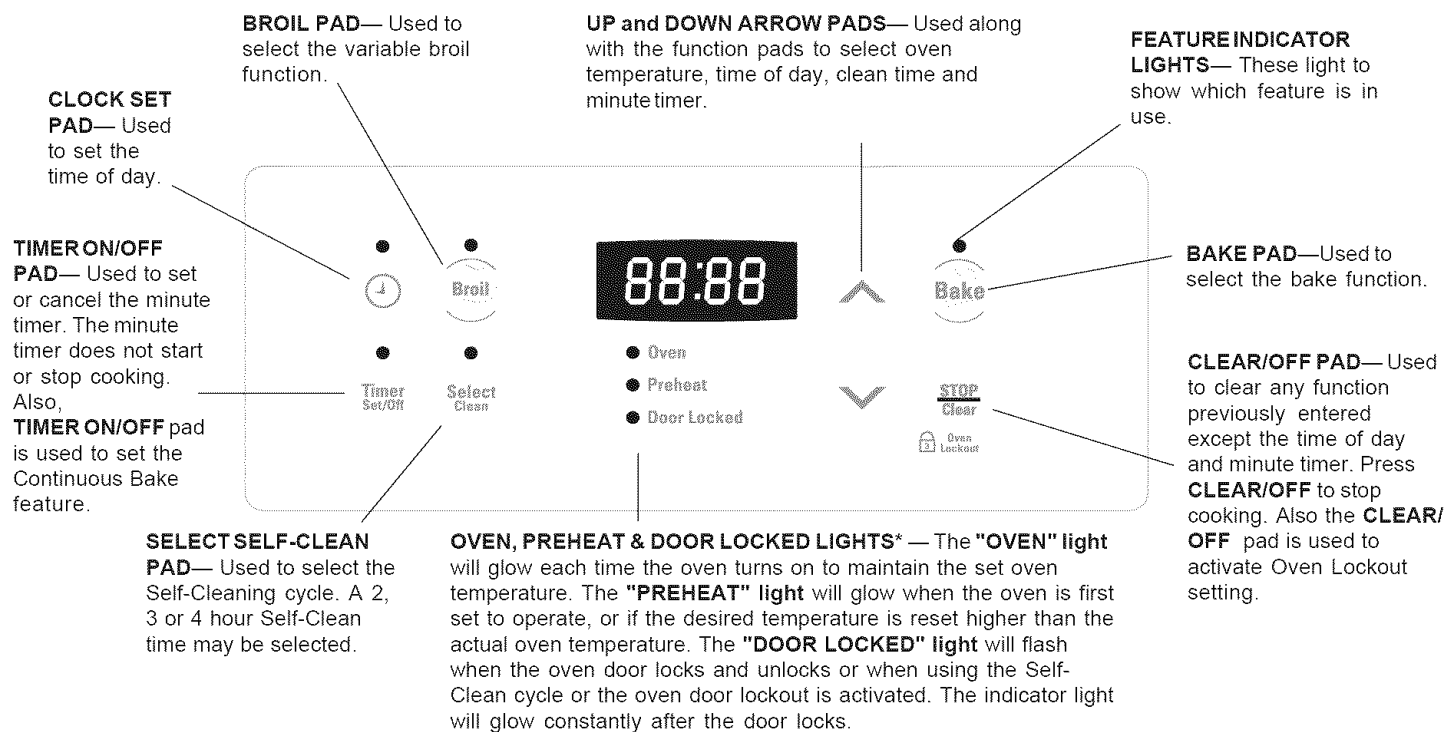 BROIL PAD— Used to
select the variable broil
function.
UP and DOWN ARROW PADS— Used along
with the function pads to select oven
temperature, time of day, clean time and
minute timer.
FEATURE INDICATOR
LIGHTS— These light to
show which feature is in
use.
CLOCK SET
PAD— Used
to set the
time of day.
TIMER ON/OFF
PAD— Used to set
or cancel the minute
timer. The minute
timer does not start
or stop cooking.
Also,
TIMER ON/OFF pad
is used to set the
Continuous Bake
feature.
Broil
88:88
Bake
Timer
Set/Off
Select
Clean
Oven
Preheat
Door Locked
STOP
Clear
Oven
Lockout
BAKE PAD—Used to
select the bake function.
CLEAR/OFF PAD— Used
to clear any function
previously entered
except the time of day
and minute timer. Press
CLEAR/OFF to stop
cooking. Also the CLEAR/
OFF pad is used to
activate Oven Lockout
setting.
SELECT SELF-CLEAN
PAD— Used to select the
Self-Cleaning cycle. A 2,
3 or 4 hour Self-Clean
time may be selected.
OVEN, PREHEAT & DOOR LOCKED LIGHTS* — The "OVEN" light
will glow each time the oven turns on to maintain the set oven
temperature. The "PREHEAT" light will glow when the oven is first
set to operate, or if the desired temperature is reset higher than the
actual oven temperature. The "DOOR LOCKED" light will flash
when the oven door locks and unlocks or when using the Self-
Clean cycle or the oven door lockout is activated. The indicator light
will glow constantly after the door locks.